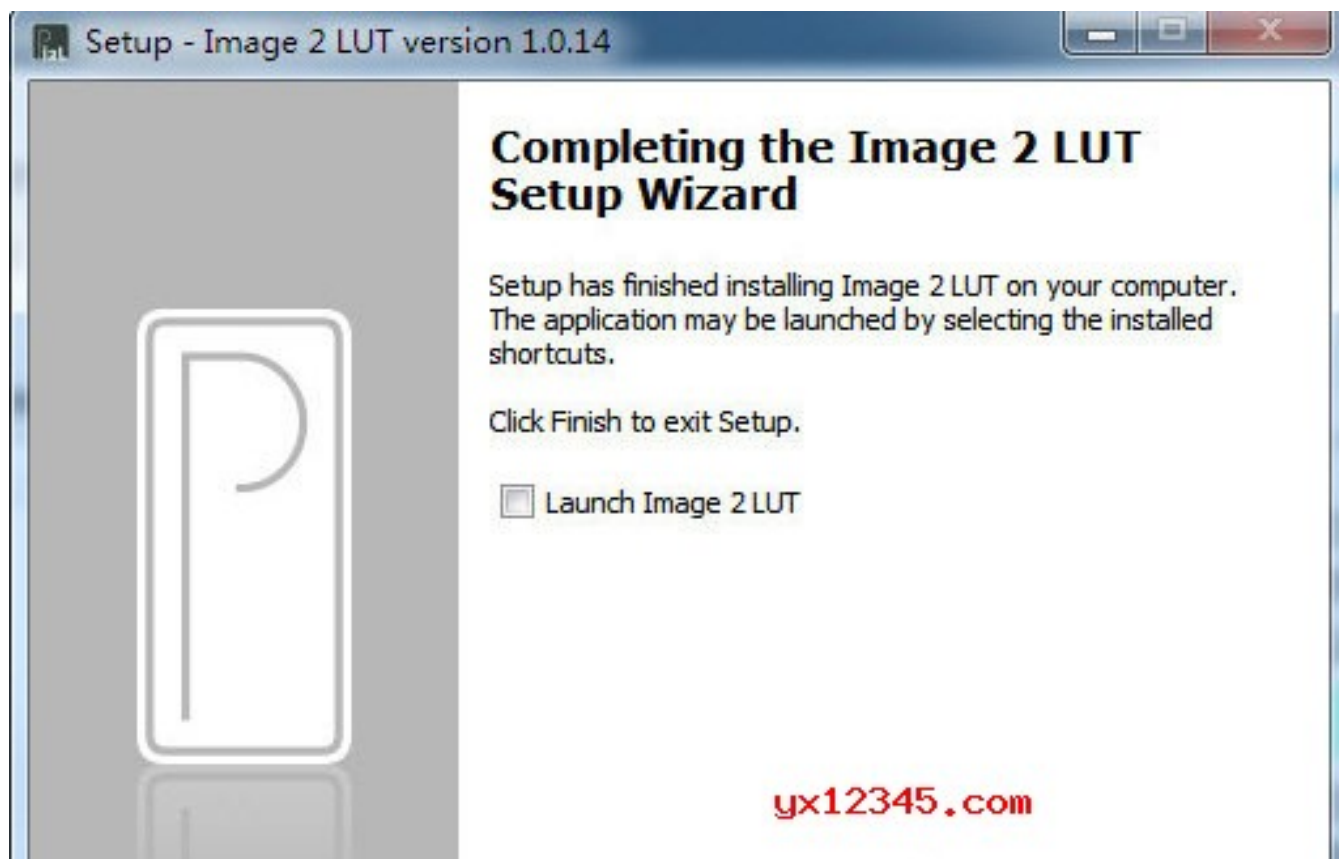 Setup - Image 2 LUT version 1.0.14
Completing the Image 2 LUT
Setup Wizard
Setup has finished installing Image 2 LUT on your computer.
The application may be launched by selecting the installed
shortcuts.
Click Finish to exit Setup.
Launch Image 2 LUT
P
yx12345.com